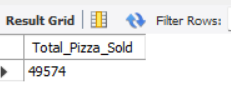 Result Grid Filter Rows:
Total_Pizza_Sold
49574